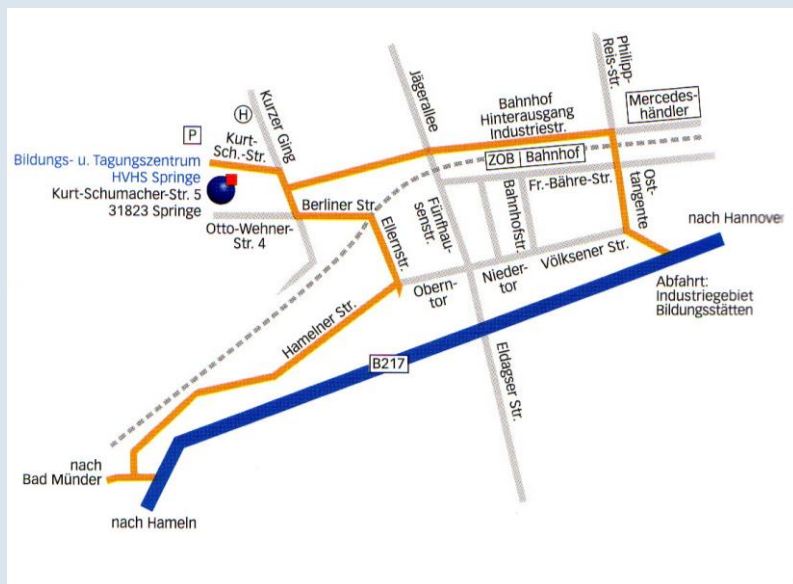 Philipp-
Reis-str.
Jägerallee
Mercedes-
händler
Bahnhof
Hinterausgang
Industriestr.
H
Kurzer Ging
P
Kurt-
Sch.-Str.
Bildungs- u. Tagungszentrum
HVHS Springe
Kurt-Schumacher-Str. 5
31823 Springe
ZOB | Bahnhof
Fr.-Bähre-Str.
Ost-
tangente
Berliner Str.
Otto-Wehner-
Str. 4
Ellernstr.
Fünfhau-
senstr.
Bahnhofstr.
nach Hannover
Obern-
tor
Nieder-
tor
Völksener Str.
Abfahrt:
Industriegebiet
Bildungsstätten
Hamelner Str.
B217
Eldagser Str.
nach
Bad Münder
nach Hameln